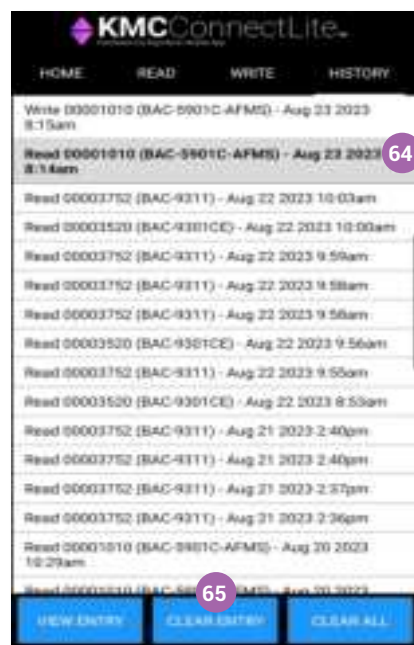 KMCConnectLite
HOME READ WRITE HISTORY
Write 00001010 (BAC-5901C-AFMS) - Aug 23 2023
8:15am
Read 00001010 (BAC-5901C-AFMS) - Aug 23 2023
8:14am
64
Read 00003752 (BAC-9311) - Aug 22 2023 10:03am
Read 00003520 (BAC-9301CE) - Aug 22 2023 10:00am
Read 00003752 (BAC-9311) - Aug 22 2023 9:59am
Read 00003752 (BAC-9311) - Aug 22 2023 9:58am
Read 00003752 (BAC-9311) - Aug 22 2023 9:58am
Read 00003520 (BAC-9301CE) - Aug 22 2023 9:56am
Read 00003752 (BAC-9311) - Aug 22 2023 9:55am
Read 00003520 (BAC-9301CE) - Aug 22 2023 8:53am
Read 00003752 (BAC-9311) - Aug 21 2023 2:40pm
Read 00003752 (BAC-9311) - Aug 21 2023 2:40pm
Read 00003752 (BAC-9311) - Aug 21 2023 2:37pm
Read 00003752 (BAC-9311) - Aug 21 2023 2:36pm
Read 00001010 (BAC-5901C-AFMS) - Aug 20 2023
10:29am
65
VIEW ENTRY CLEAR ENTRY CLEAR ALL